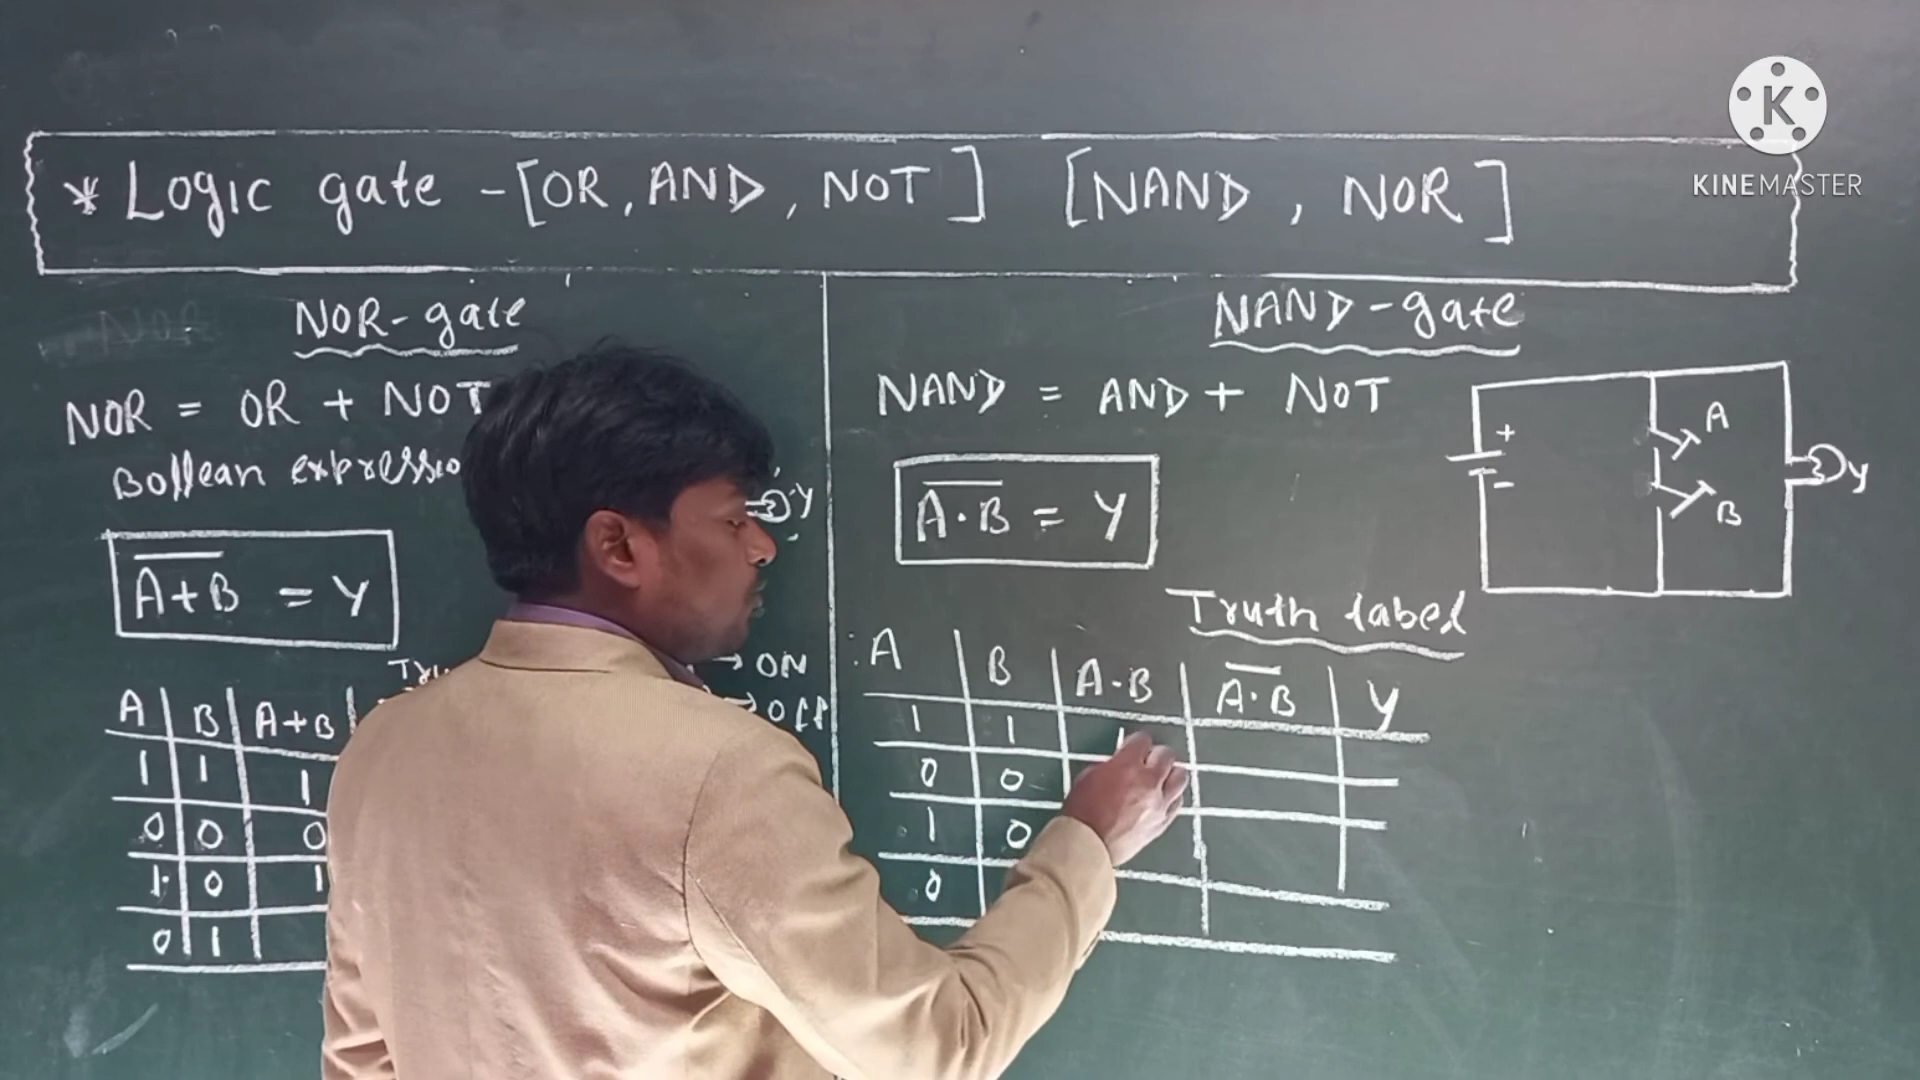 K
KINEMASTER
* Logic gate - [OR, AND, NOT] [NAND, NOR]
NOR-gate
NOR = OR + NOT
Bollean expressio
y
A̅+̅B̅ = Y
→ ON
→ Off
A B A+B
1 1 1
0 0 0
1 0 1
0 1
NAND-gate
NAND = AND + NOT
A̅·̅B̅ = Y
+
-
A
B
y
Truth label
A B A·B A̅·̅B̅ Y
1 1 1
0 0
1 0
0